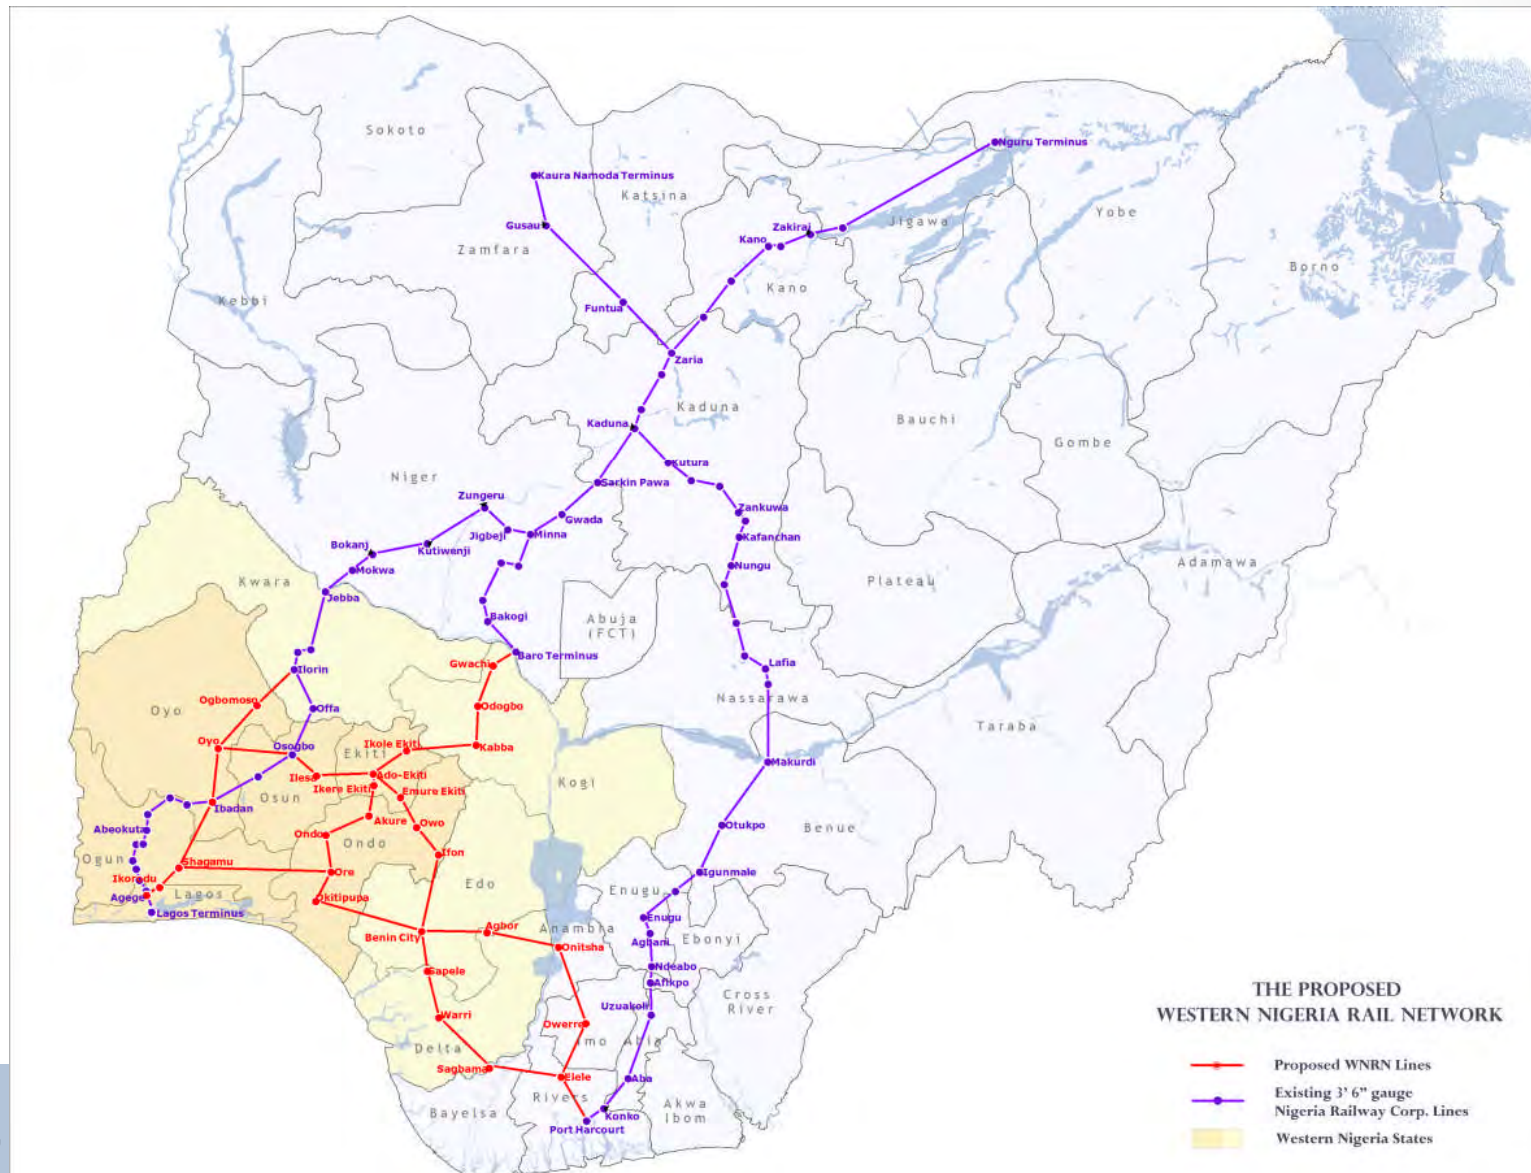 Sokoto
Nguru Terminus
Kaura Namoda Terminus
Katsina
Yobe
Jigawa
Gusau
Zakirai
Kano
Zamfara
Borno
Kano
Kebbi
Funtua
Zaria
Kaduna
Bauchi
Kaduna
Gombe
Kutura
Niger
Sarkin Pawa
Zungeru
Zankuwa
Gwada
Jigbeji
Minna
Kafanchan
Bokanj
Kutiwenji
Adamawa
Mokwa
Nungu
Kwara
Plateau
Jebba
Bakogi
Abuja
(FCT)
Baro Terminus
Gwachi
Lafia
Ilorin
Nassarawa
Ogbomoso
Odogbo
Oyo
Offa
Taraba
Oyo
Osogbo
Ikole Ekiti
Kabba
Ekiti
Makurdi
Ilesa
Ado-Ekiti
Kogi
Ikere Ekiti
Emure Ekiti
Osun
Ibadan
Akure
Owo
Otukpo
Benue
Abeokuta
Ondo
Ondo
Ifon
Ogun
Shagamu
Ore
Igunmale
Ikorodu
Edo
Enugu
Lagos
Agege
Okitipupa
Lagos Terminus
Enugu
Agbor
Anambra
Benin City
Agbani
Ebonyi
Onitsha
Sapele
Ndeabo
Afikpo
Cross
River
Uzuakoli
Warri
Owerre
Imo
Abia
Delta
Sagbama
Elele
Aba
Rivers
Akwa
Ibom
Bayelsa
Konko
Port Harcourt
THE PROPOSED
WESTERN NIGERIA RAIL NETWORK
Proposed WNRN Lines
Existing 3' 6" gauge
Nigeria Railway Corp. Lines
Western Nigeria States